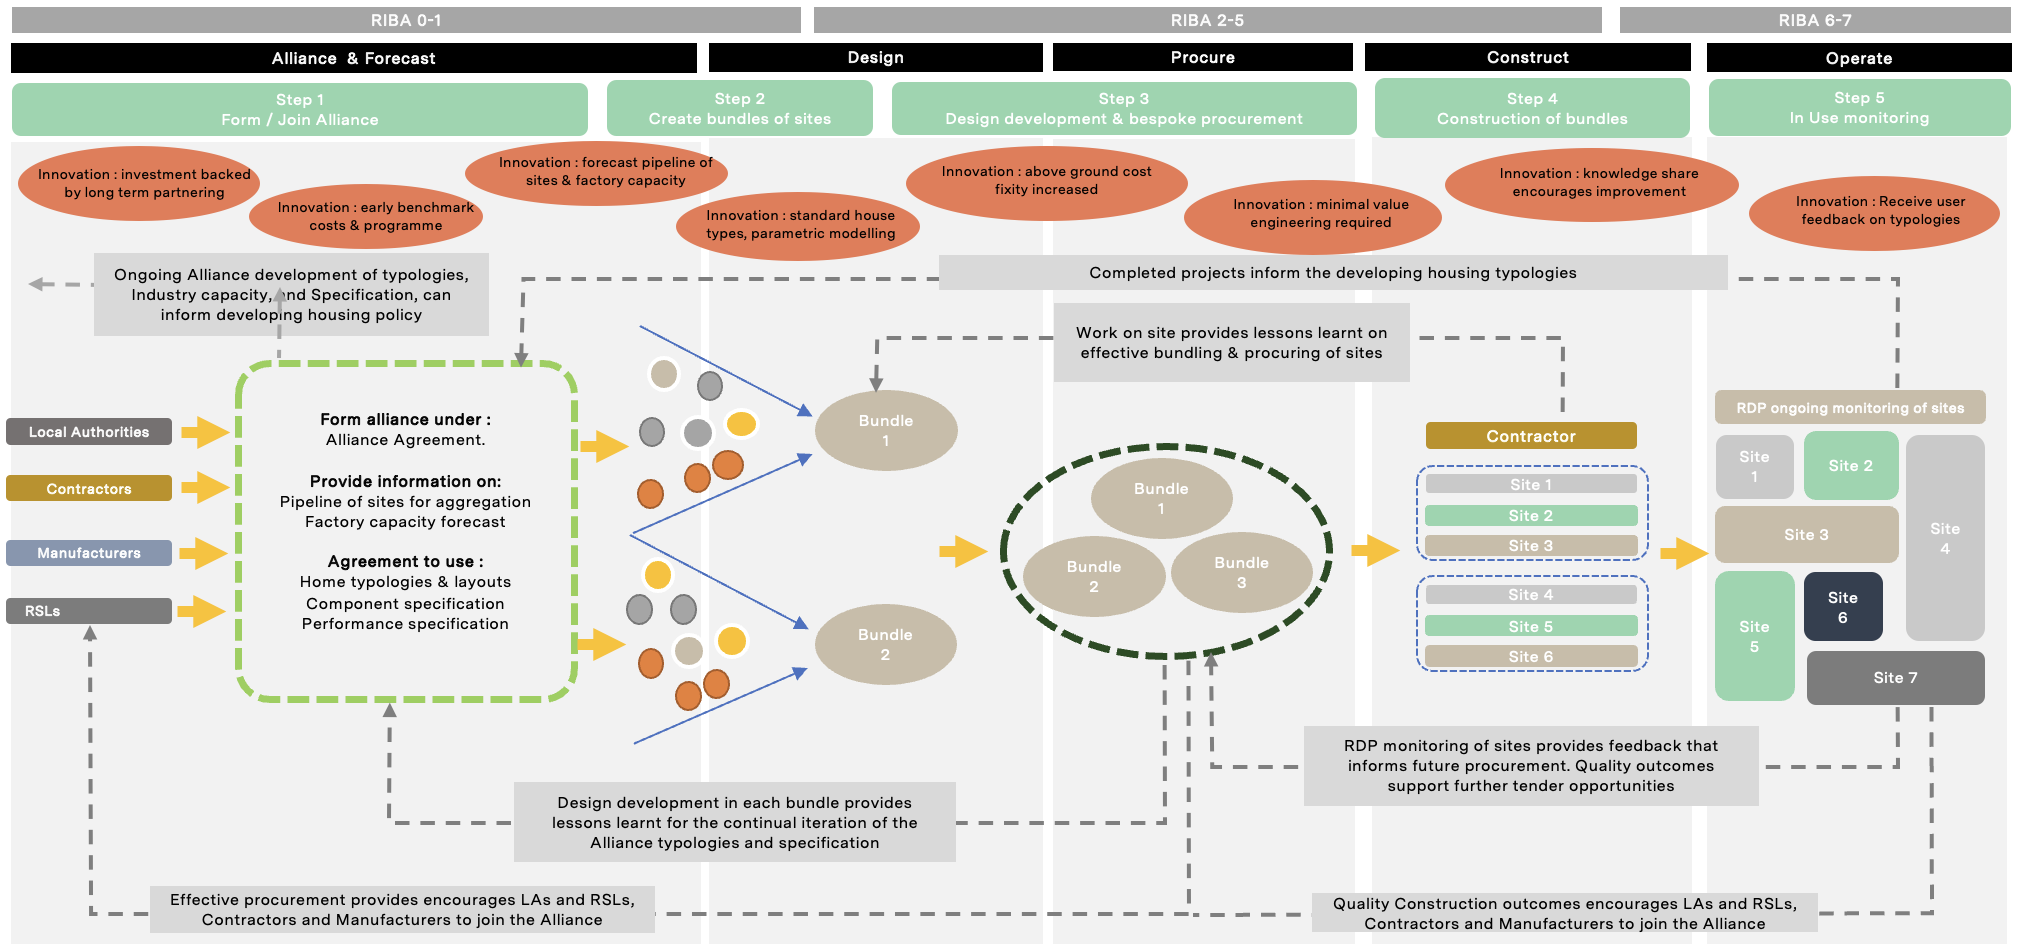 RIBA 0-1
RIBA 2-5
RIBA 6-7
Alliance & Forecast
Design
Procure
Construct
Operate
Step 1
Form / Join Alliance
Step 2
Create bundles of sites
Step 3
Design development & bespoke procurement
Step 4
Construction of bundles
Step 5
In Use monitoring
Innovation : investment backed
by long term partnering
Innovation : early benchmark
costs & programme
Innovation : forecast pipeline of
sites & factory capacity
Innovation : standard house
types, parametric modelling
Innovation : above ground cost
fixity increased
Innovation : minimal value
engineering required
Innovation : knowledge share
encourages improvement
Innovation : Receive user
feedback on typologies
Ongoing Alliance development of typologies,
Industry capacity, and Specification, can
inform developing housing policy
Completed projects inform the developing housing typologies
Work on site provides lessons learnt on
effective bundling & procuring of sites
Local Authorities
Contractors
Manufacturers
RSLs
Form alliance under :
Alliance Agreement.
Provide information on:
Pipeline of sites for aggregation
Factory capacity forecast
Agreement to use :
Home typologies & layouts
Component specification
Performance specification
Bundle
1
Bundle
2
Bundle
1
Bundle
2
Bundle
3
Contractor
Site 1
Site 2
Site 3
Site 4
Site 5
Site 6
RDP ongoing monitoring of sites
Site
1
Site 2
Site 3
Site
4
Site
5
Site
6
Site 7
RDP monitoring of sites provides feedback that
informs future procurement. Quality outcomes
support further tender opportunities
Design development in each bundle provides
lessons learnt for the continual iteration of the
Alliance typologies and specification
Effective procurement provides encourages LAs and RSLs,
Contractors and Manufacturers to join the Alliance
Quality Construction outcomes encourages LAs and RSLs,
Contractors and Manufacturers to join the Alliance